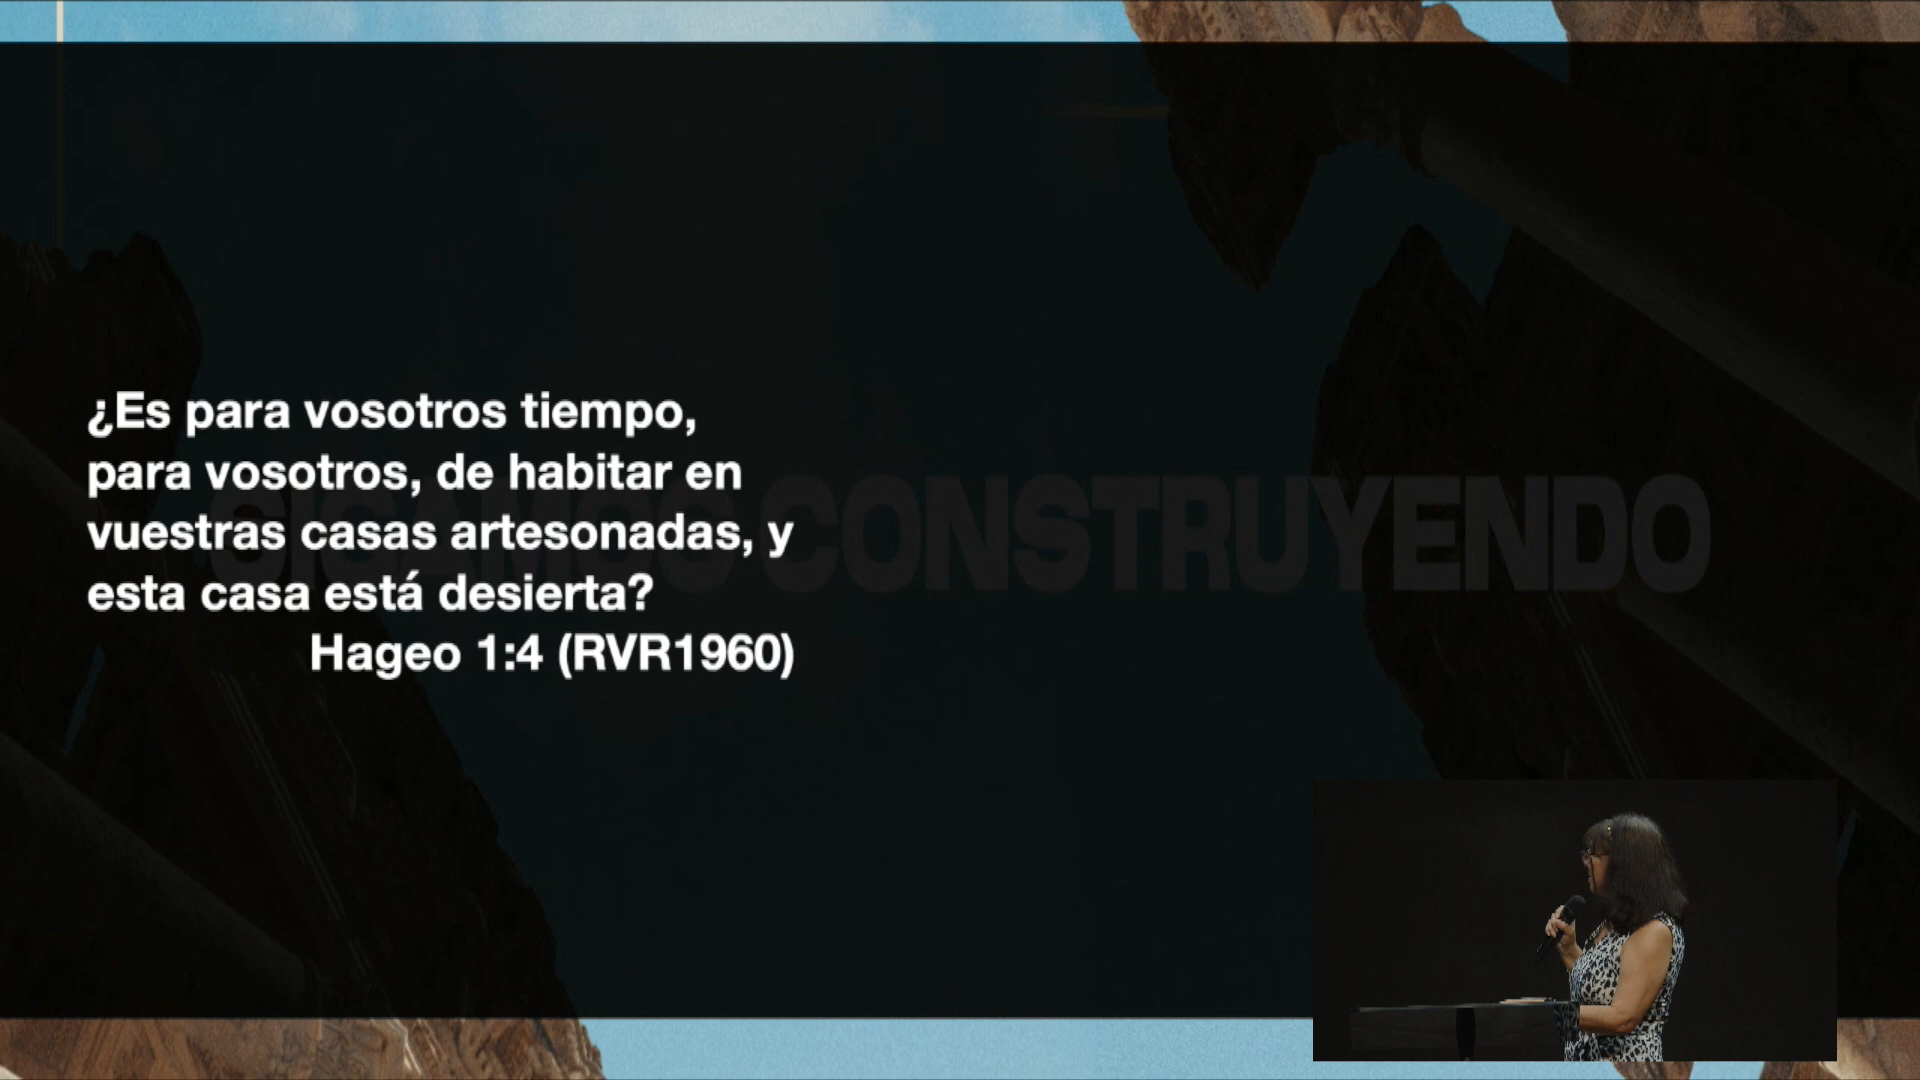 ¿Es para vosotros tiempo,
para vosotros, de habitar en
vuestras casas artesonadas, y
esta casa está desierta?
Hageo 1:4 (RVR1960)
SIGAMOS CONSTRUYENDO